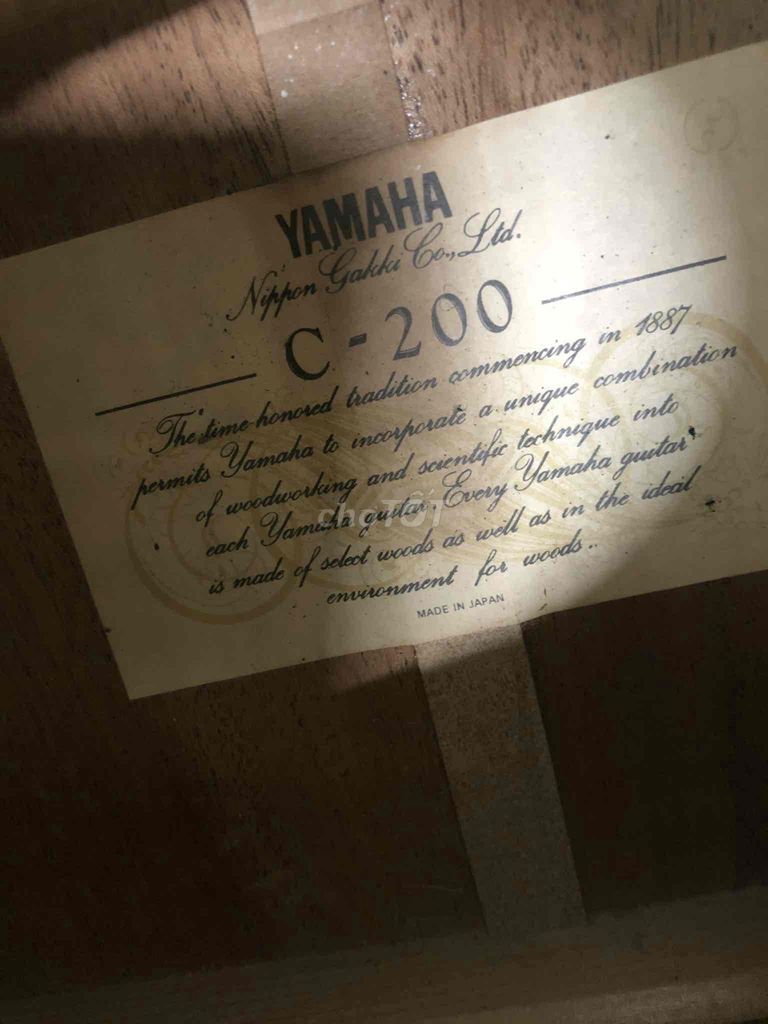 YAMAHA
Nippon Gakki Co., Ltd.
C-200
The time-honored tradition commencing in 1887
permits Yamaha to incorporate a unique combination
of woodworking and scientific technique into
each Yamaha guitar. Every Yamaha guitar
is made of select woods as well as in the ideal
environment for woods..
MADE IN JAPAN
choTỐT